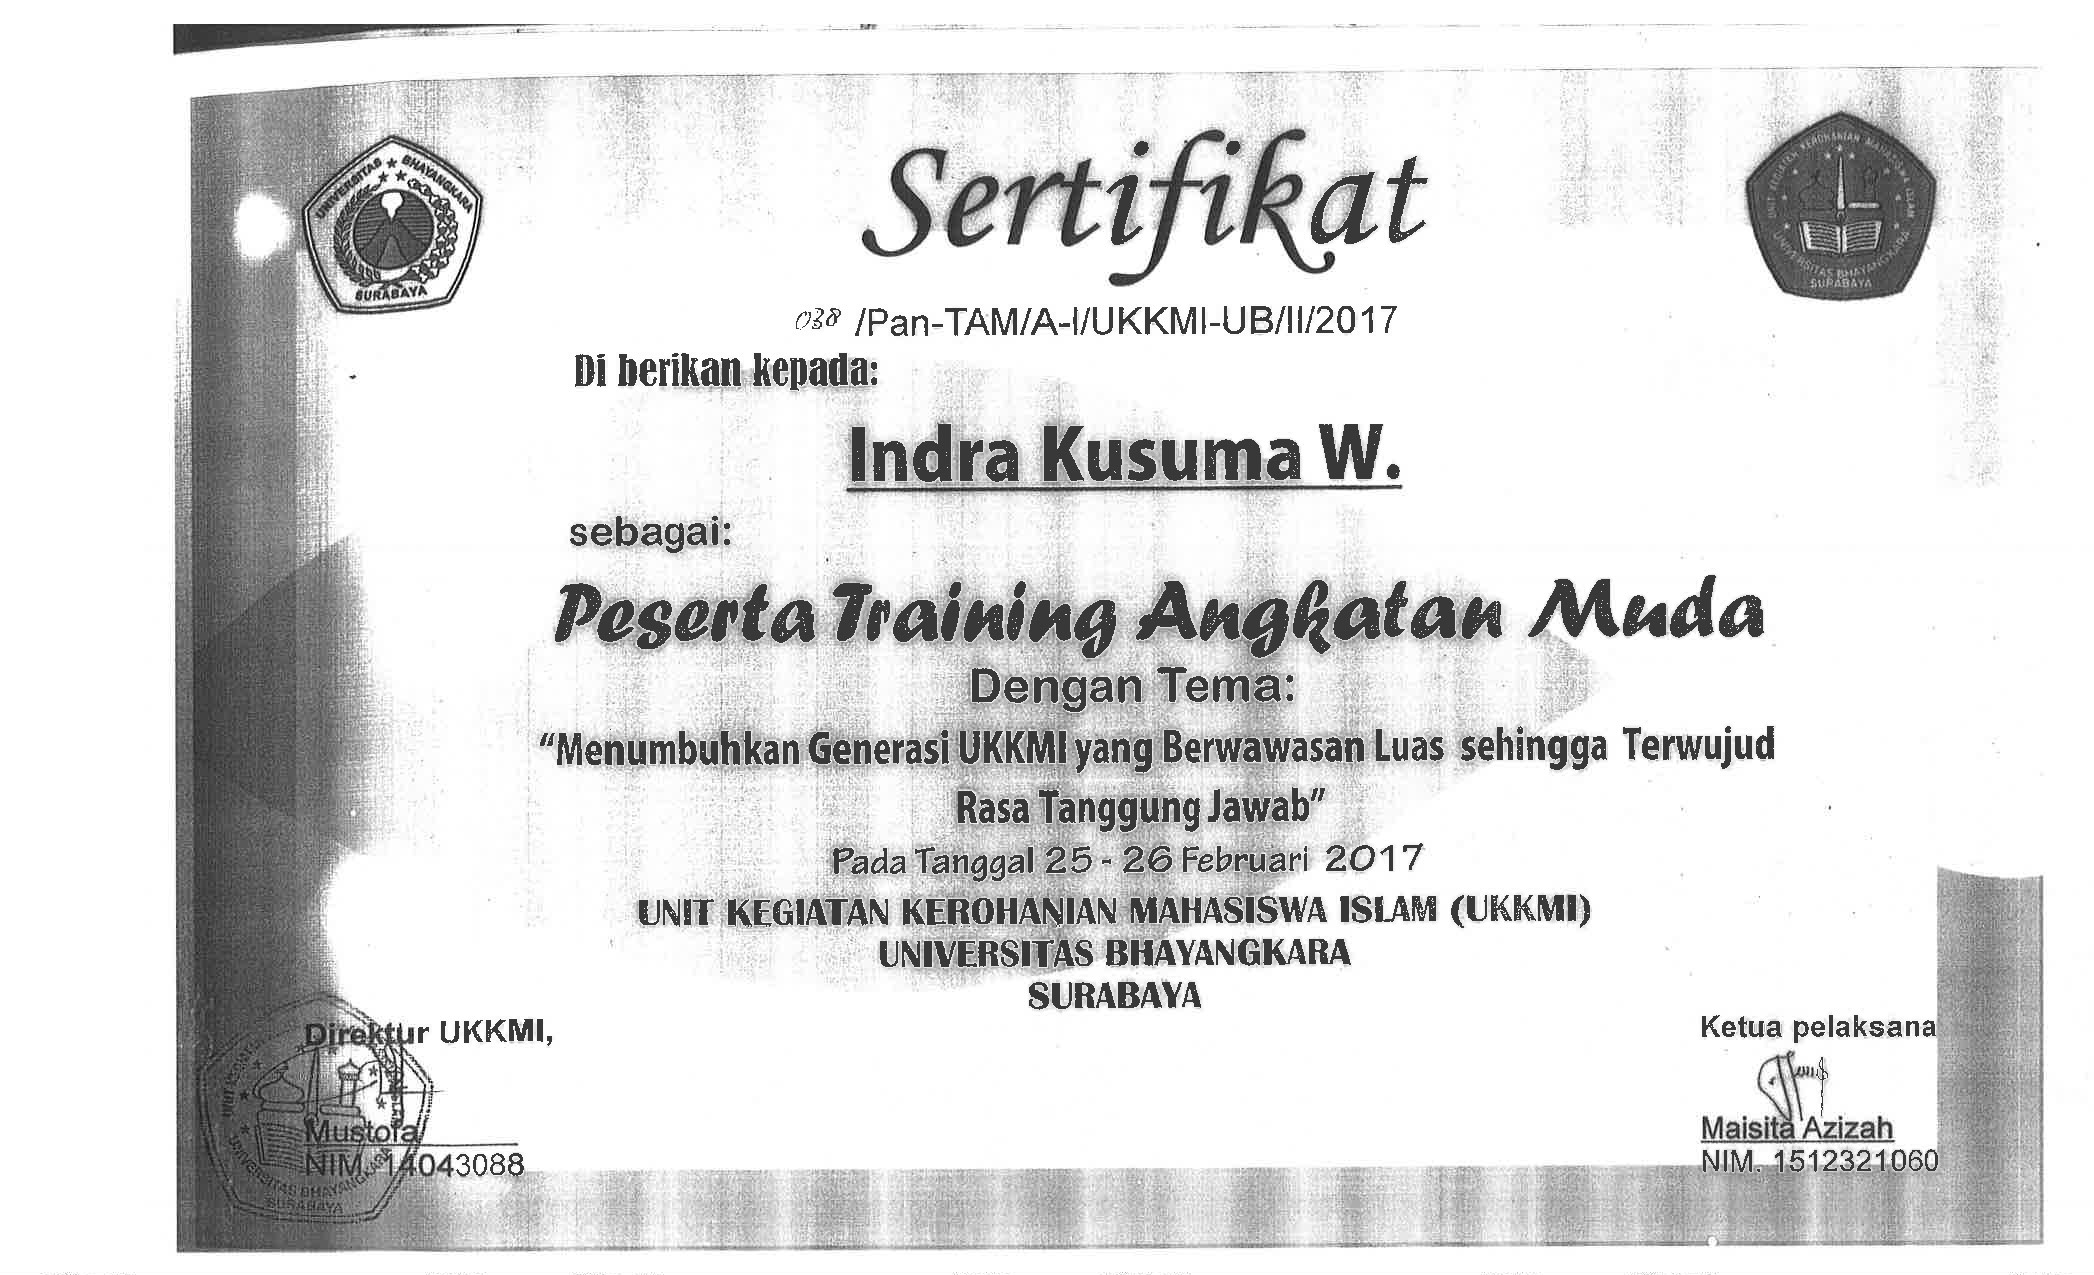 Sertifikat
UNIVERSITAS BHAYANGKARA
SURABAYA
UNIT KEGIATAN KEROHANIAN MAHASISWA ISLAM
UNIVERSITAS BHAYANGKARA
SURABAYA
038 /Pan-TAM/A-I/UKKMI-UB/II/2017
Di berikan kepada:
Indra Kusuma W.
sebagai:
Peserta Training Angkatan Muda
Dengan Tema:
“Menumbuhkan Generasi UKKMI yang Berwawasan Luas sehingga Terwujud
Rasa Tanggung Jawab”
Pada Tanggal 25 - 26 Februari 2017
UNIT KEGIATAN KEROHANIAN MAHASISWA ISLAM (UKKMI)
UNIVERSITAS BHAYANGKARA
SURABAYA
Direktur UKKMI,
Mustofa
NIM. 14043088
UNIVERSITAS BHAYANGKARA
SURABAYA
Ketua pelaksana
Maisita Azizah
NIM. 1512321060